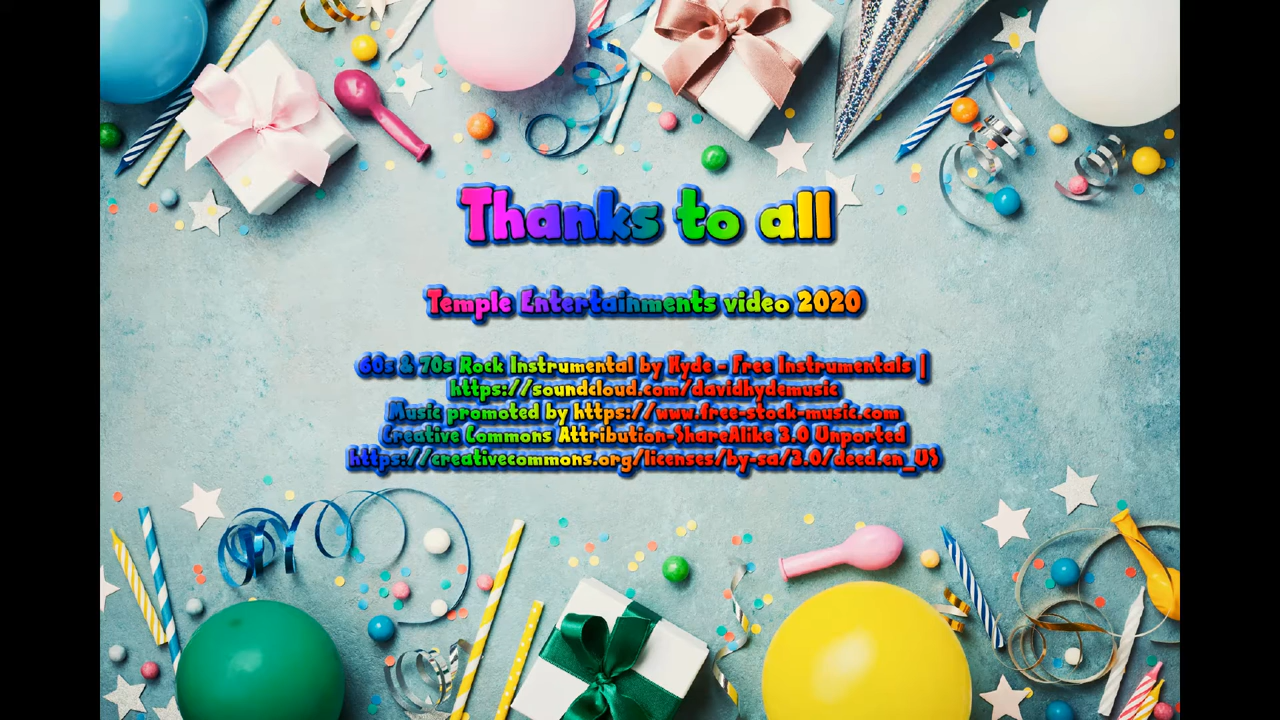 Thanks to all
Temple Entertainments video 2020
60s & 70s Rock Instrumental by Hyde - Free Instrumentals |
https://soundcloud.com/davidhydemusic
Music promoted by https://www.free-stock-music.com
Creative Commons Attribution-ShareAlike 3.0 Unported
https://creativecommons.org/licenses/by-sa/3.0/deed.en_US